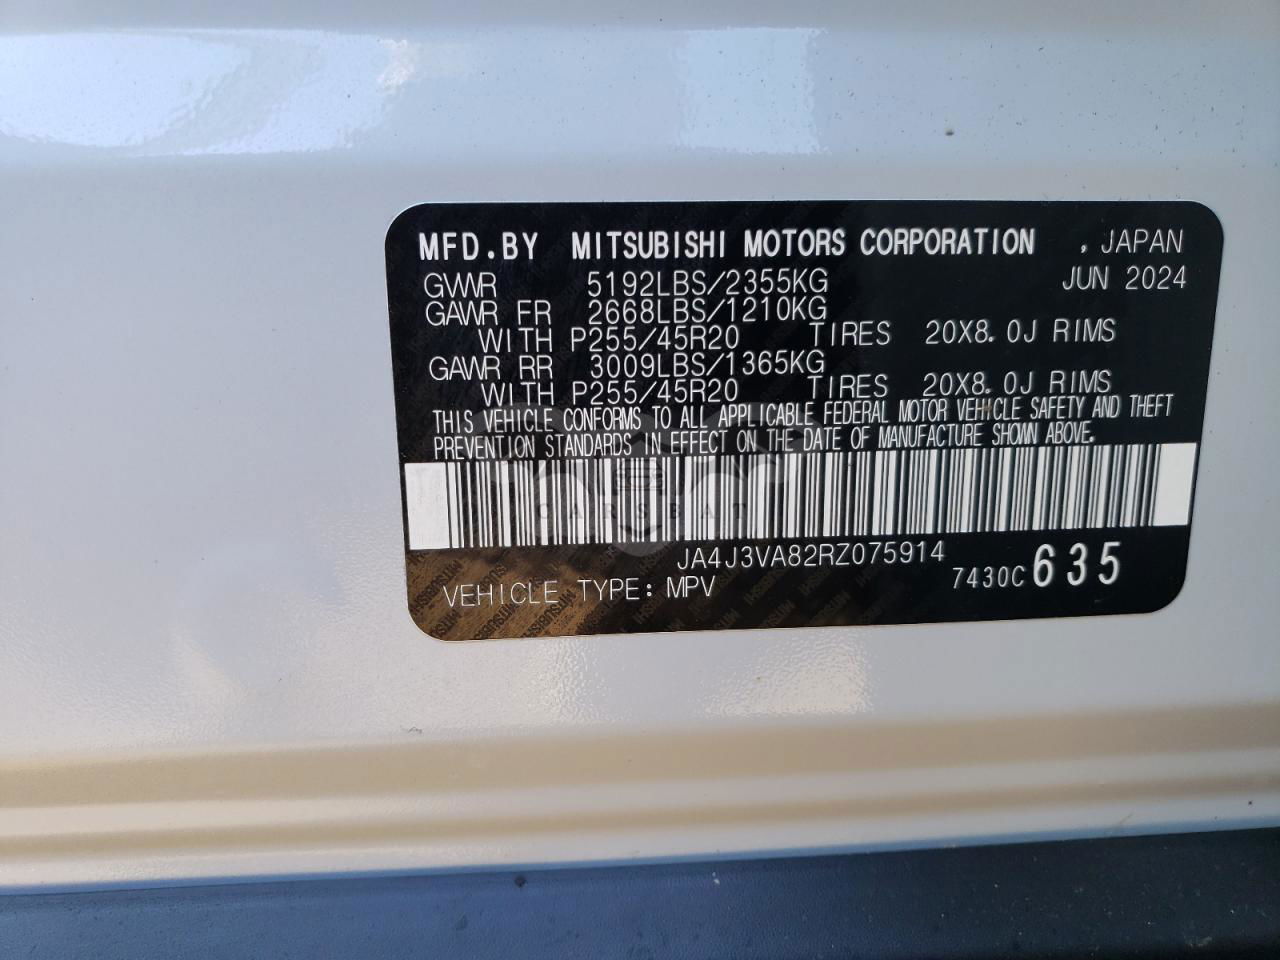 MFD.BY MITSUBISHI MOTORS CORPORATION , JAPAN
GVWR 5192LBS/2355KG JUN 2024
GAWR FR 2668LBS/1210KG
WITH P255/45R20 TIRES 20X8.0J RIMS
GAWR RR 3009LBS/1365KG
WITH P255/45R20 TIRES 20X8.0J RIMS
THIS VEHICLE CONFORMS TO ALL APPLICABLE FEDERAL MOTOR VEHICLE SAFETY AND THEFT
PREVENTION STANDARDS IN EFFECT ON THE DATE OF MANUFACTURE SHOWN ABOVE.
CARSBAT
JA4J3VA82RZ075914
VEHICLE TYPE: MPV 7430C 635